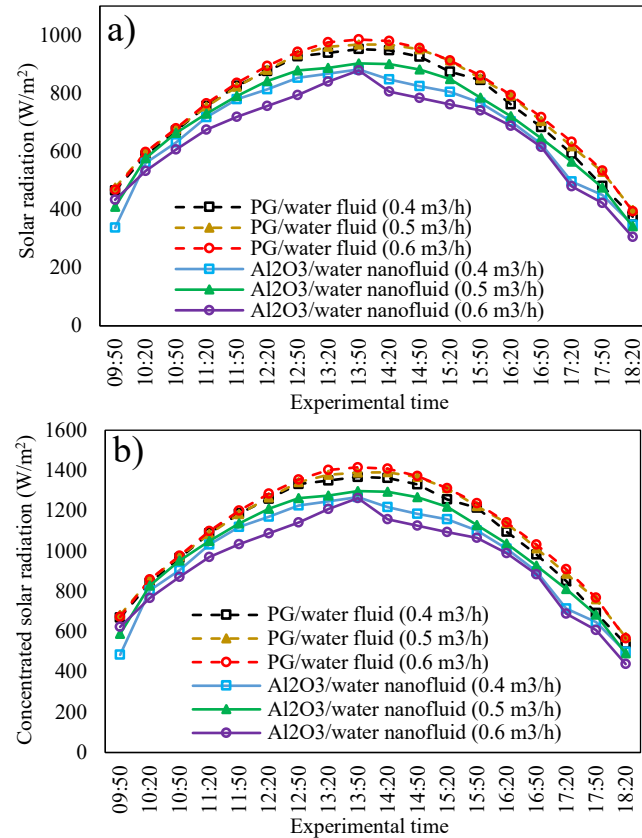 a)
Solar radiation (W/m²)
1000
800
600
400
200
0
PG/water fluid (0.4 m3/h)
PG/water fluid (0.5 m3/h)
PG/water fluid (0.6 m3/h)
Al2O3/water nanofluid (0.4 m3/h)
Al2O3/water nanofluid (0.5 m3/h)
Al2O3/water nanofluid (0.6 m3/h)
09:50
10:20
10:50
11:20
11:50
12:20
12:50
13:20
13:50
14:20
14:50
15:20
15:50
16:20
16:50
17:20
17:50
18:20
Experimental time
b)
Concentrated solar radiation (W/m²)
1600
1400
1200
1000
800
600
400
200
0
PG/water fluid (0.4 m3/h)
PG/water fluid (0.5 m3/h)
PG/water fluid (0.6 m3/h)
Al2O3/water nanofluid (0.4 m3/h)
Al2O3/water nanofluid (0.5 m3/h)
Al2O3/water nanofluid (0.6 m3/h)
09:50
10:20
10:50
11:20
11:50
12:20
12:50
13:20
13:50
14:20
14:50
15:20
15:50
16:20
16:50
17:20
17:50
18:20
Experimental time